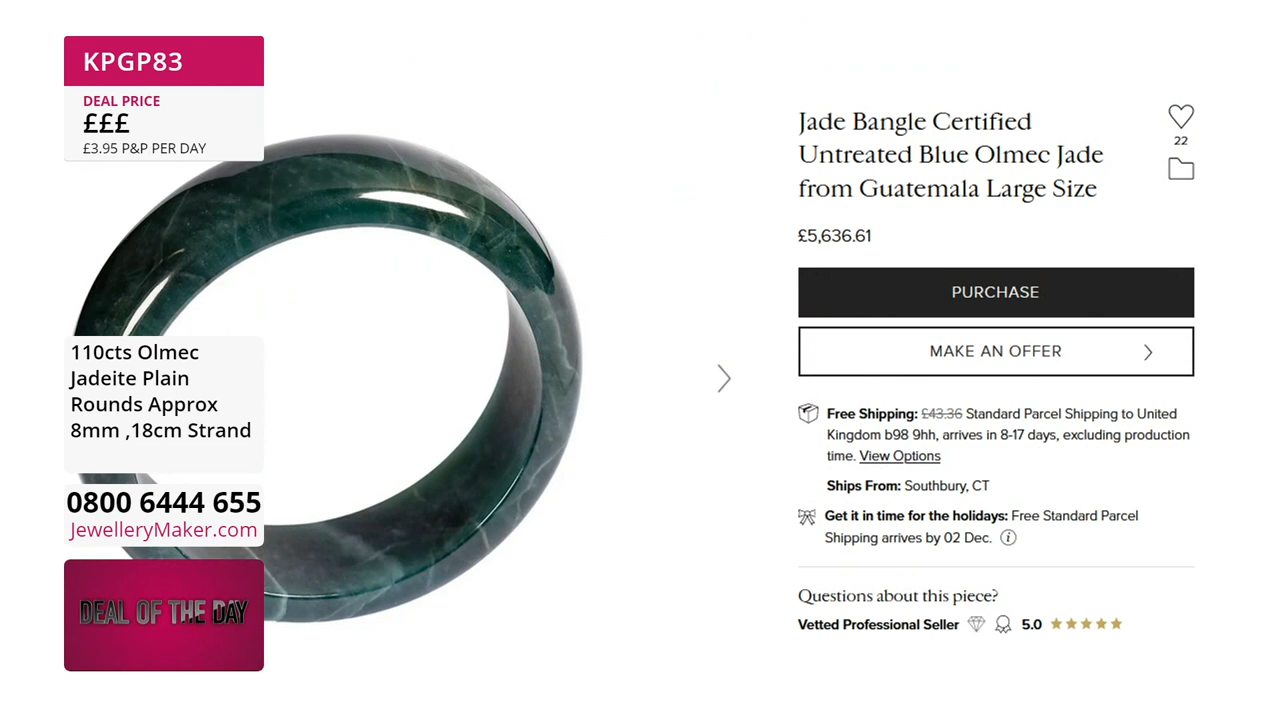 KPGP83
DEAL PRICE
£££
£3.95 P&P PER DAY
110cts Olmec
Jadeite Plain
Rounds Approx
8mm ,18cm Strand
0800 6444 655
JewelleryMaker.com
DEAL OF THE DAY
Jade Bangle Certified
Untreated Blue Olmec Jade
from Guatemala Large Size
22
£5,636.61
PURCHASE
MAKE AN OFFER
Free Shipping: £43.36 Standard Parcel Shipping to United
Kingdom b98 9hh, arrives in 8-17 days, excluding production
time. View Options
Ships From: Southbury, CT
Get it in time for the holidays: Free Standard Parcel
Shipping arrives by 02 Dec.
Questions about this piece?
Vetted Professional Seller 5.0